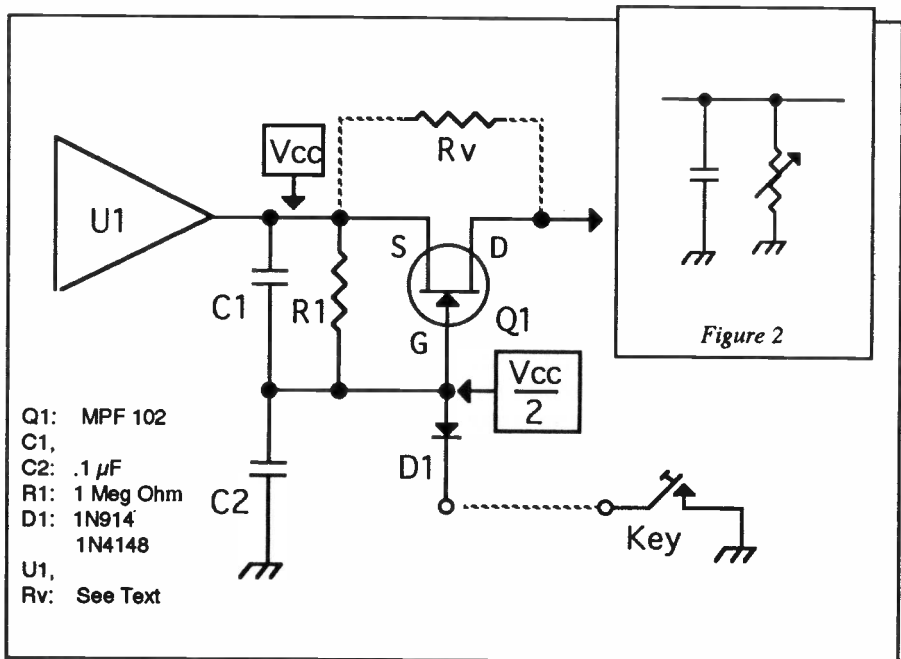 Vcc
Rv
U1
S
D
C1
R1
Q1
G
Figure 2
Vcc
2
Q1: MPF 102
C1,
C2: .1 µF
R1: 1 Meg Ohm
D1: 1N914
1N4148
U1,
Rv: See Text
C2
D1
Key